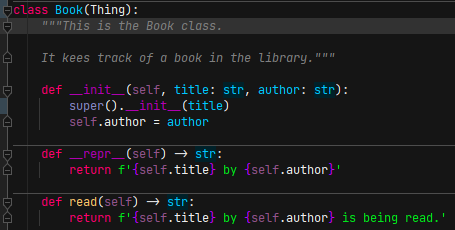 class Book(Thing):
    """This is the Book class.

    It kees track of a book in the library."""

    def __init__(self, title: str, author: str):
        super().__init__(title)
        self.author = author

    def __repr__(self) → str:
        return f'{self.title} by {self.author}'

    def read(self) → str:
        return f'{self.title} by {self.author} is being read.'